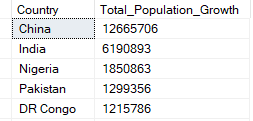 Country Total_Population_Growth
China 12665706
India 6190893
Nigeria 1850863
Pakistan 1299356
DR Congo 1215786